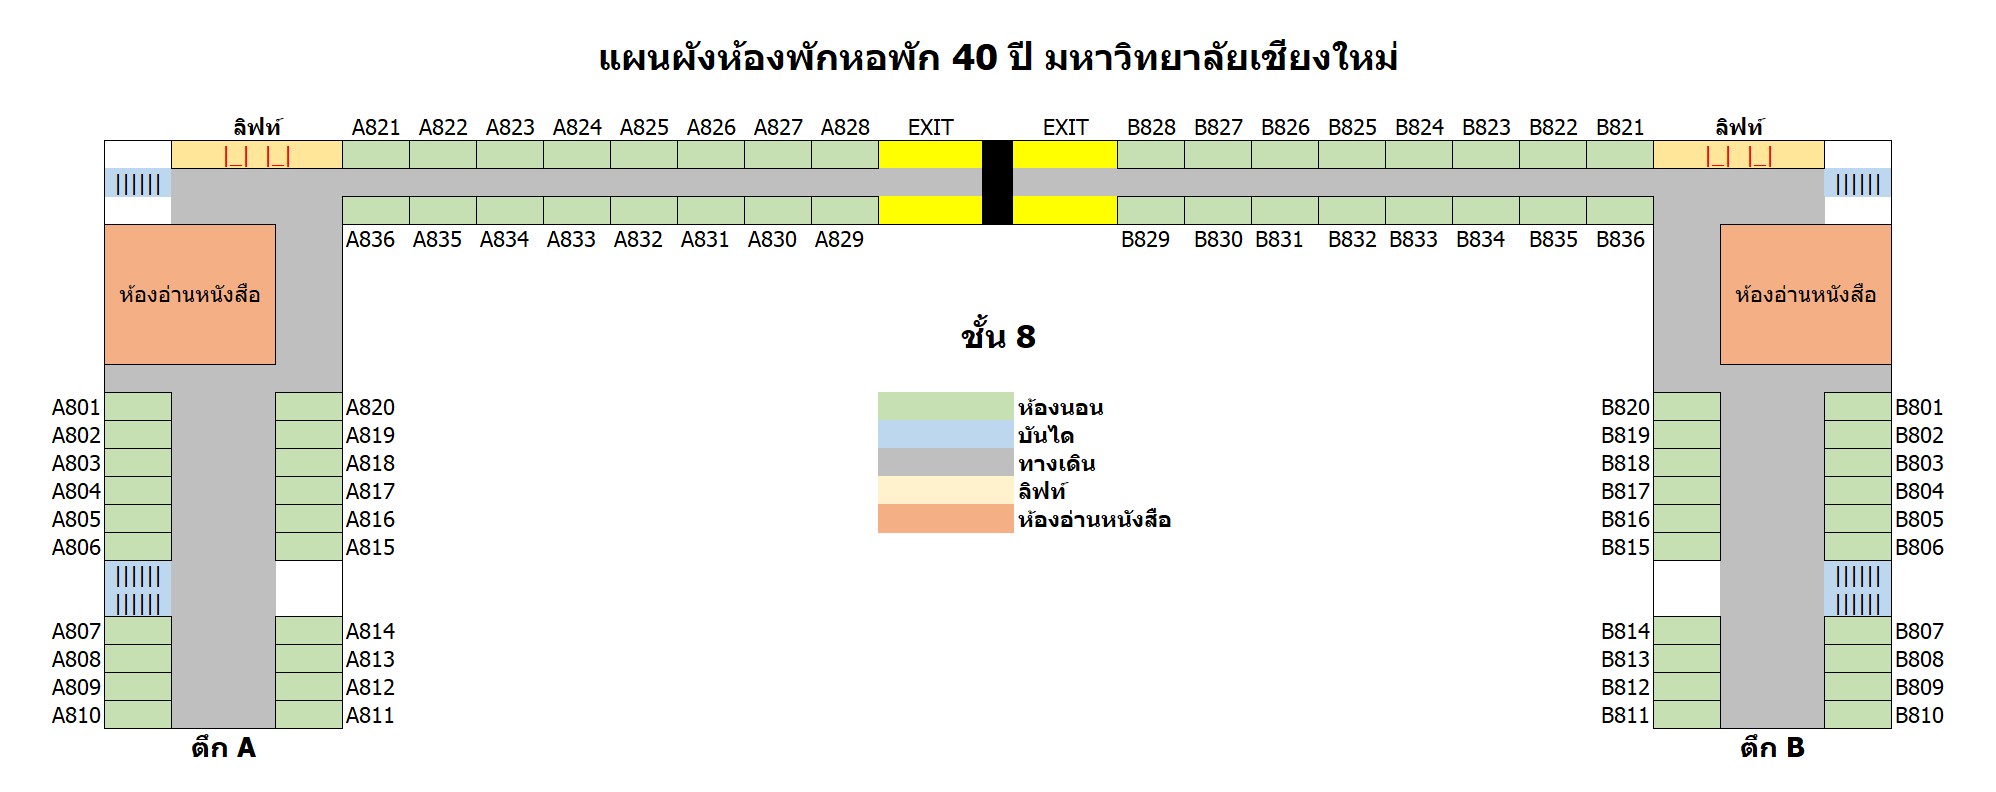 แผนผังห้องพักหอพัก 40 ปี มหาวิทยาลัยเชียงใหม่
ลิฟท์ A821 A822 A823 A824 A825 A826 A827 A828 EXIT EXIT B828 B827 B826 B825 B824 B823 B822 B821 ลิฟท์
|_| |_| |_| |_|
|||||| ||||||
A836 A835 A834 A833 A832 A831 A830 A829 B829 B830 B831 B832 B833 B834 B835 B836
ห้องอ่านหนังสือ ห้องอ่านหนังสือ
ชั้น 8
A801 A820 ห้องนอน B820 B801
A802 A819 บันได B819 B802
A803 A818 ทางเดิน B818 B803
A804 A817 ลิฟท์ B817 B804
A805 A816 ห้องอ่านหนังสือ B816 B805
A806 A815 B815 B806
|||||| ||||||
|||||| ||||||
A807 A814 B814 B807
A808 A813 B813 B808
A809 A812 B812 B809
A810 A811 B811 B810
ตึก A ตึก B